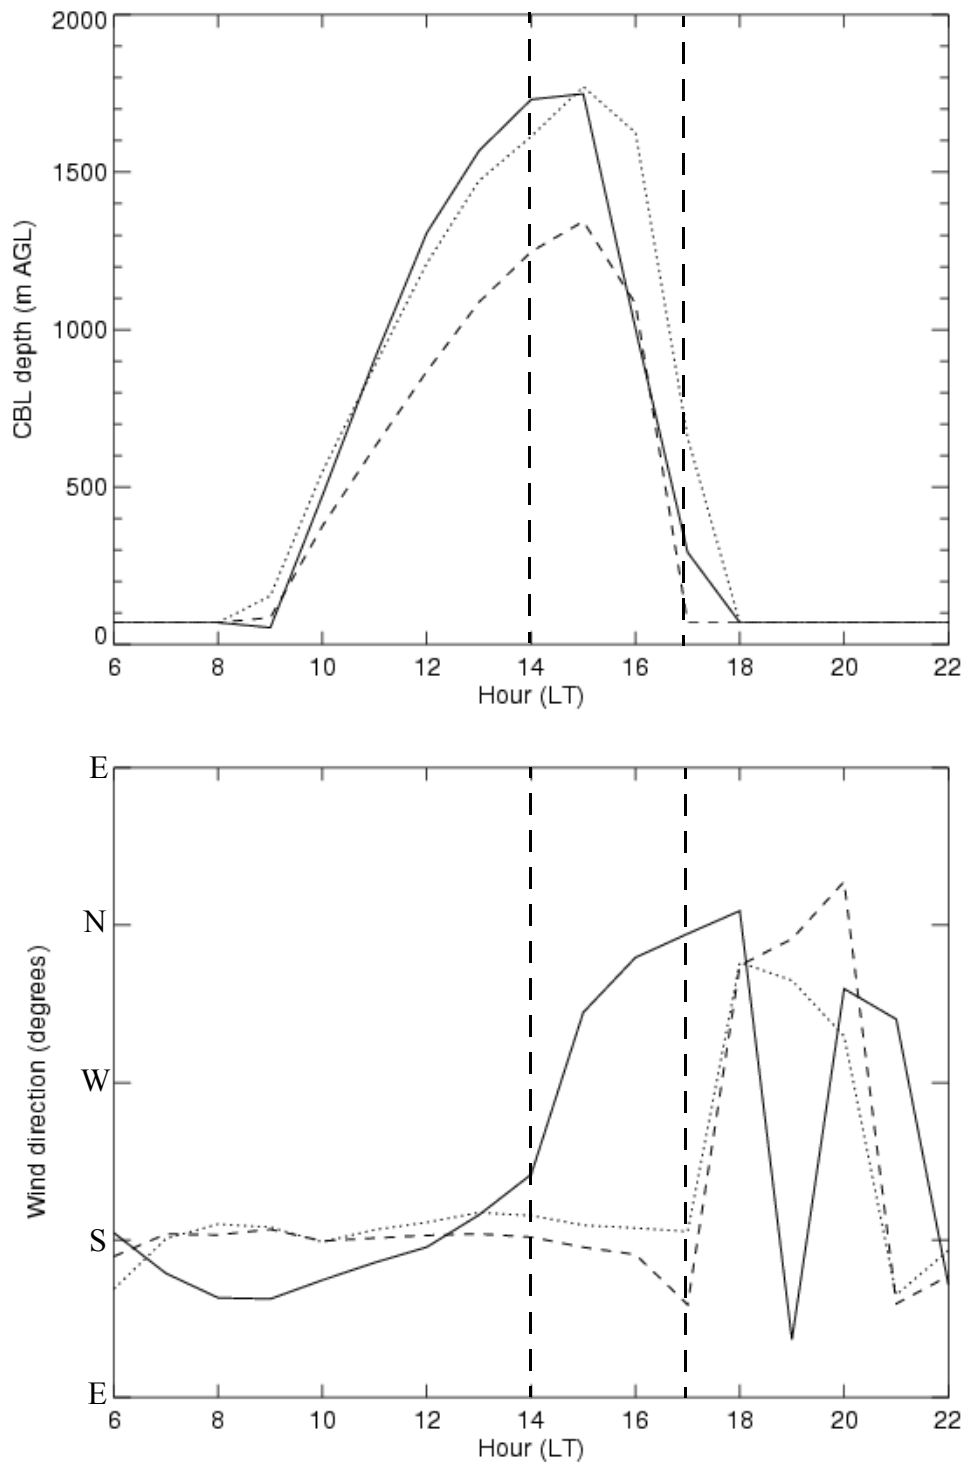 2000
1500
1000
500
0
CBL depth (m AGL)
6 8 10 12 14 16 18 20 22
Hour (LT)
E
N
W
S
E
Wind direction (degrees)
6 8 10 12 14 16 18 20 22
Hour (LT)